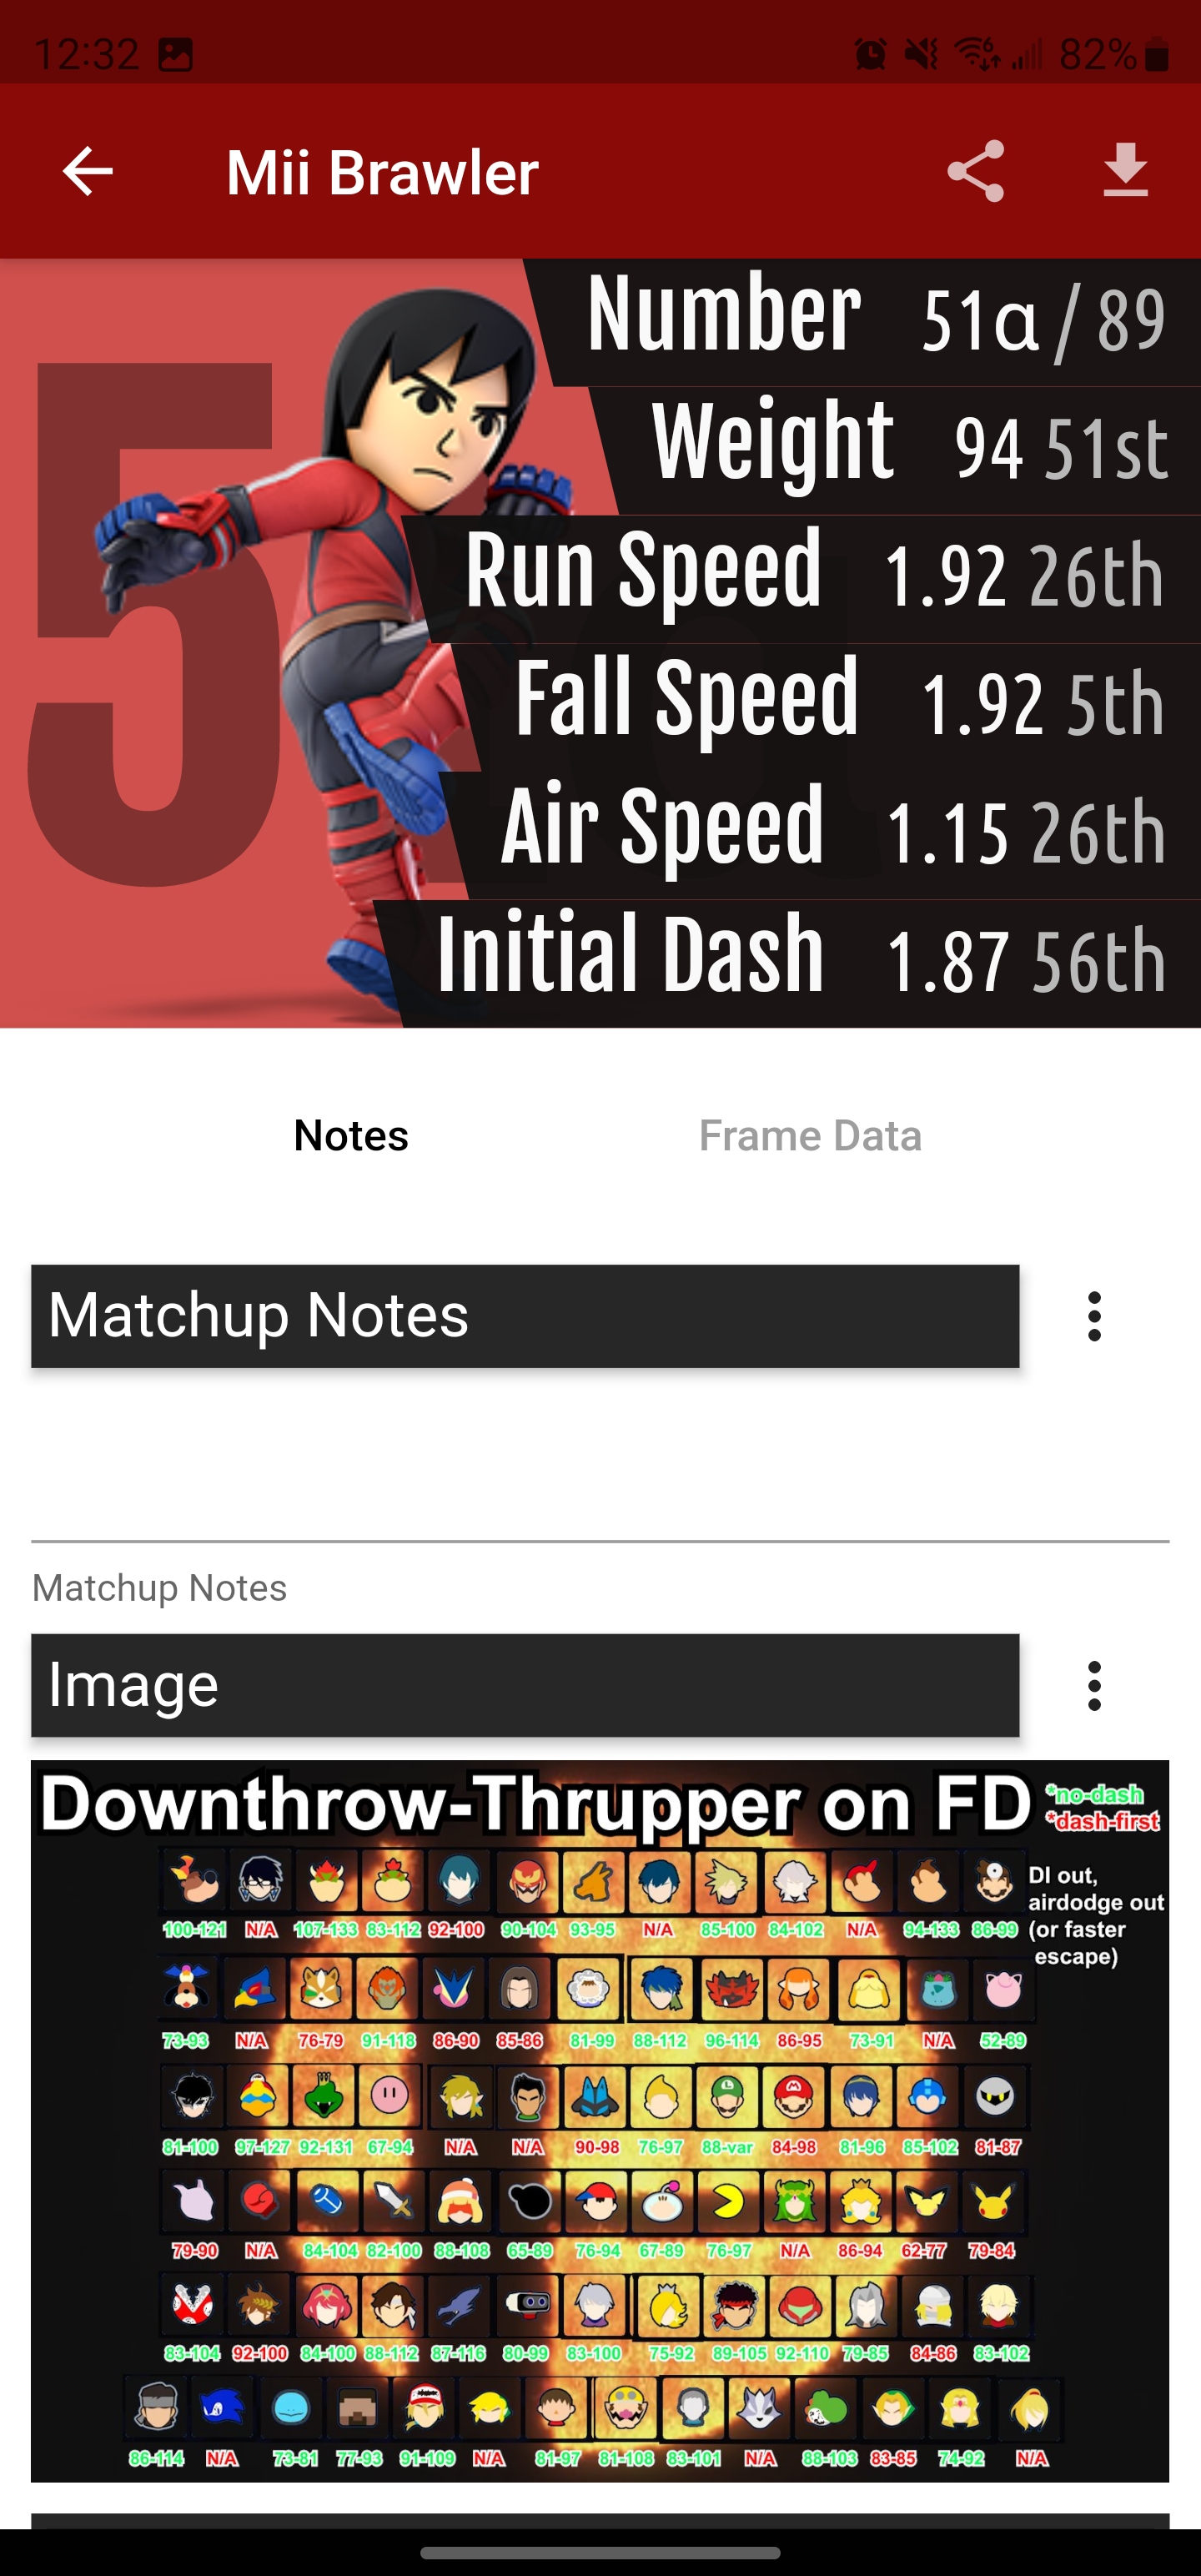 12:32 82%
Mii Brawler
Number 51α / 89
Weight 94 51st
Run Speed 1.92 26th
Fall Speed 1.92 5th
Air Speed 1.15 26th
Initial Dash 1.87 56th
Notes Frame Data
Matchup Notes
Matchup Notes
Image
Downthrow-Thrupper on FD
*no-dash
*dash-first
DI out,
airdodge out
(or faster
escape)
100-121 N/A 107-133 83-112 92-100 90-104 93-95 N/A 85-100 84-102 N/A 94-133 86-99
73-93 N/A 76-79 91-118 86-90 85-86 81-99 88-112 96-114 86-95 73-91 N/A 52-89
81-100 97-127 92-131 67-94 N/A N/A 90-98 76-97 88-var 84-98 81-96 85-102 81-87
79-90 N/A 84-104 82-100 88-108 65-89 76-94 67-89 76-97 N/A 86-94 62-77 79-84
83-104 92-100 84-100 88-112 87-116 80-99 83-100 75-92 89-105 92-110 79-85 84-86 83-102
86-114 N/A 73-81 77-93 91-109 N/A 81-97 81-108 83-101 N/A 88-103 83-85 74-92 N/A